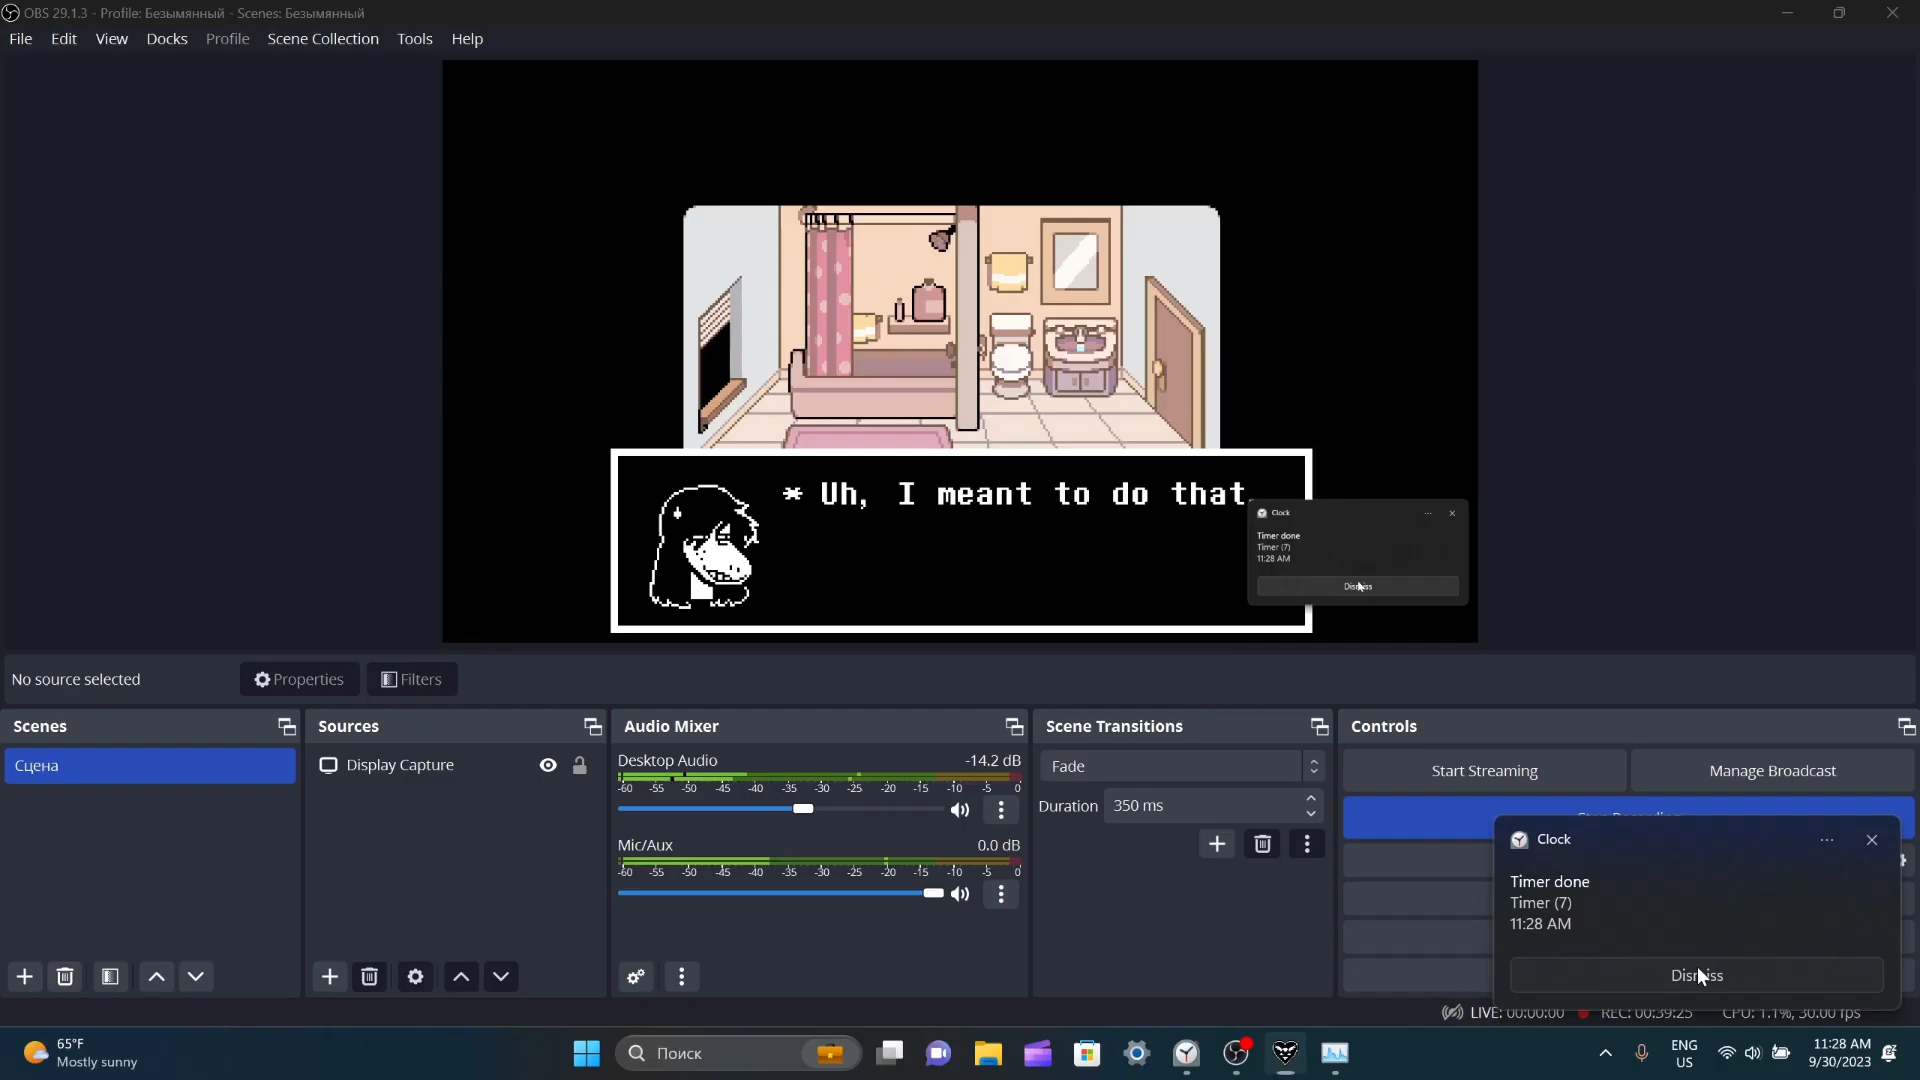 OBS 29.1.3 - Profile: Безымянный - Scenes: Безымянный
File Edit View Docks Profile Scene Collection Tools Help
* Uh, I meant to do that.
Clock
Timer done
Timer (7)
11:28 AM
Dismiss
No source selected
Properties
Filters
Scenes
Сцена
Sources
Display Capture
Audio Mixer
Desktop Audio -14.2 dB
-60 -55 -50 -45 -40 -35 -30 -25 -20 -15 -10 -5 0
Mic/Aux 0.0 dB
-60 -55 -50 -45 -40 -35 -30 -25 -20 -15 -10 -5 0
Scene Transitions
Fade
Duration 350 ms
Controls
Start Streaming
Manage Broadcast
Clock
Timer done
Timer (7)
11:28 AM
Dismiss
LIVE: 00:00:00 REC: 00:39:25 CPU: 1.1%, 30.00 fps
65°F
Mostly sunny
Поиск
ENG
US
11:28 AM
9/30/2023